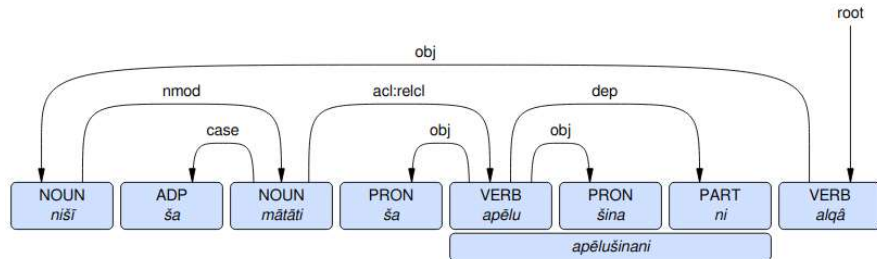 root
obj
nmod acl:relcl dep
case obj obj
NOUN ADP NOUN PRON VERB PRON PART VERB
nišī ša mātāti ša apēlu šina ni alqâ
apēlušinani